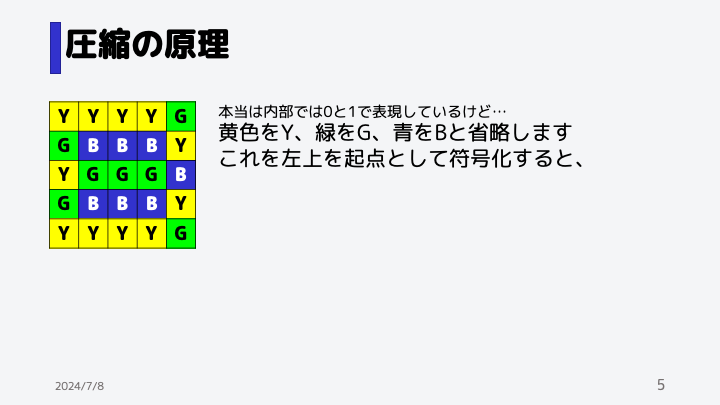 圧縮の原理
Y Y Y Y G
G B B B Y
Y G G G B
G B B B Y
Y Y Y Y G
本当は内部では0と1で表現しているけど…
黄色をY、緑をG、青をBと省略します
これを左上を起点として符号化すると、
2024/7/8
5